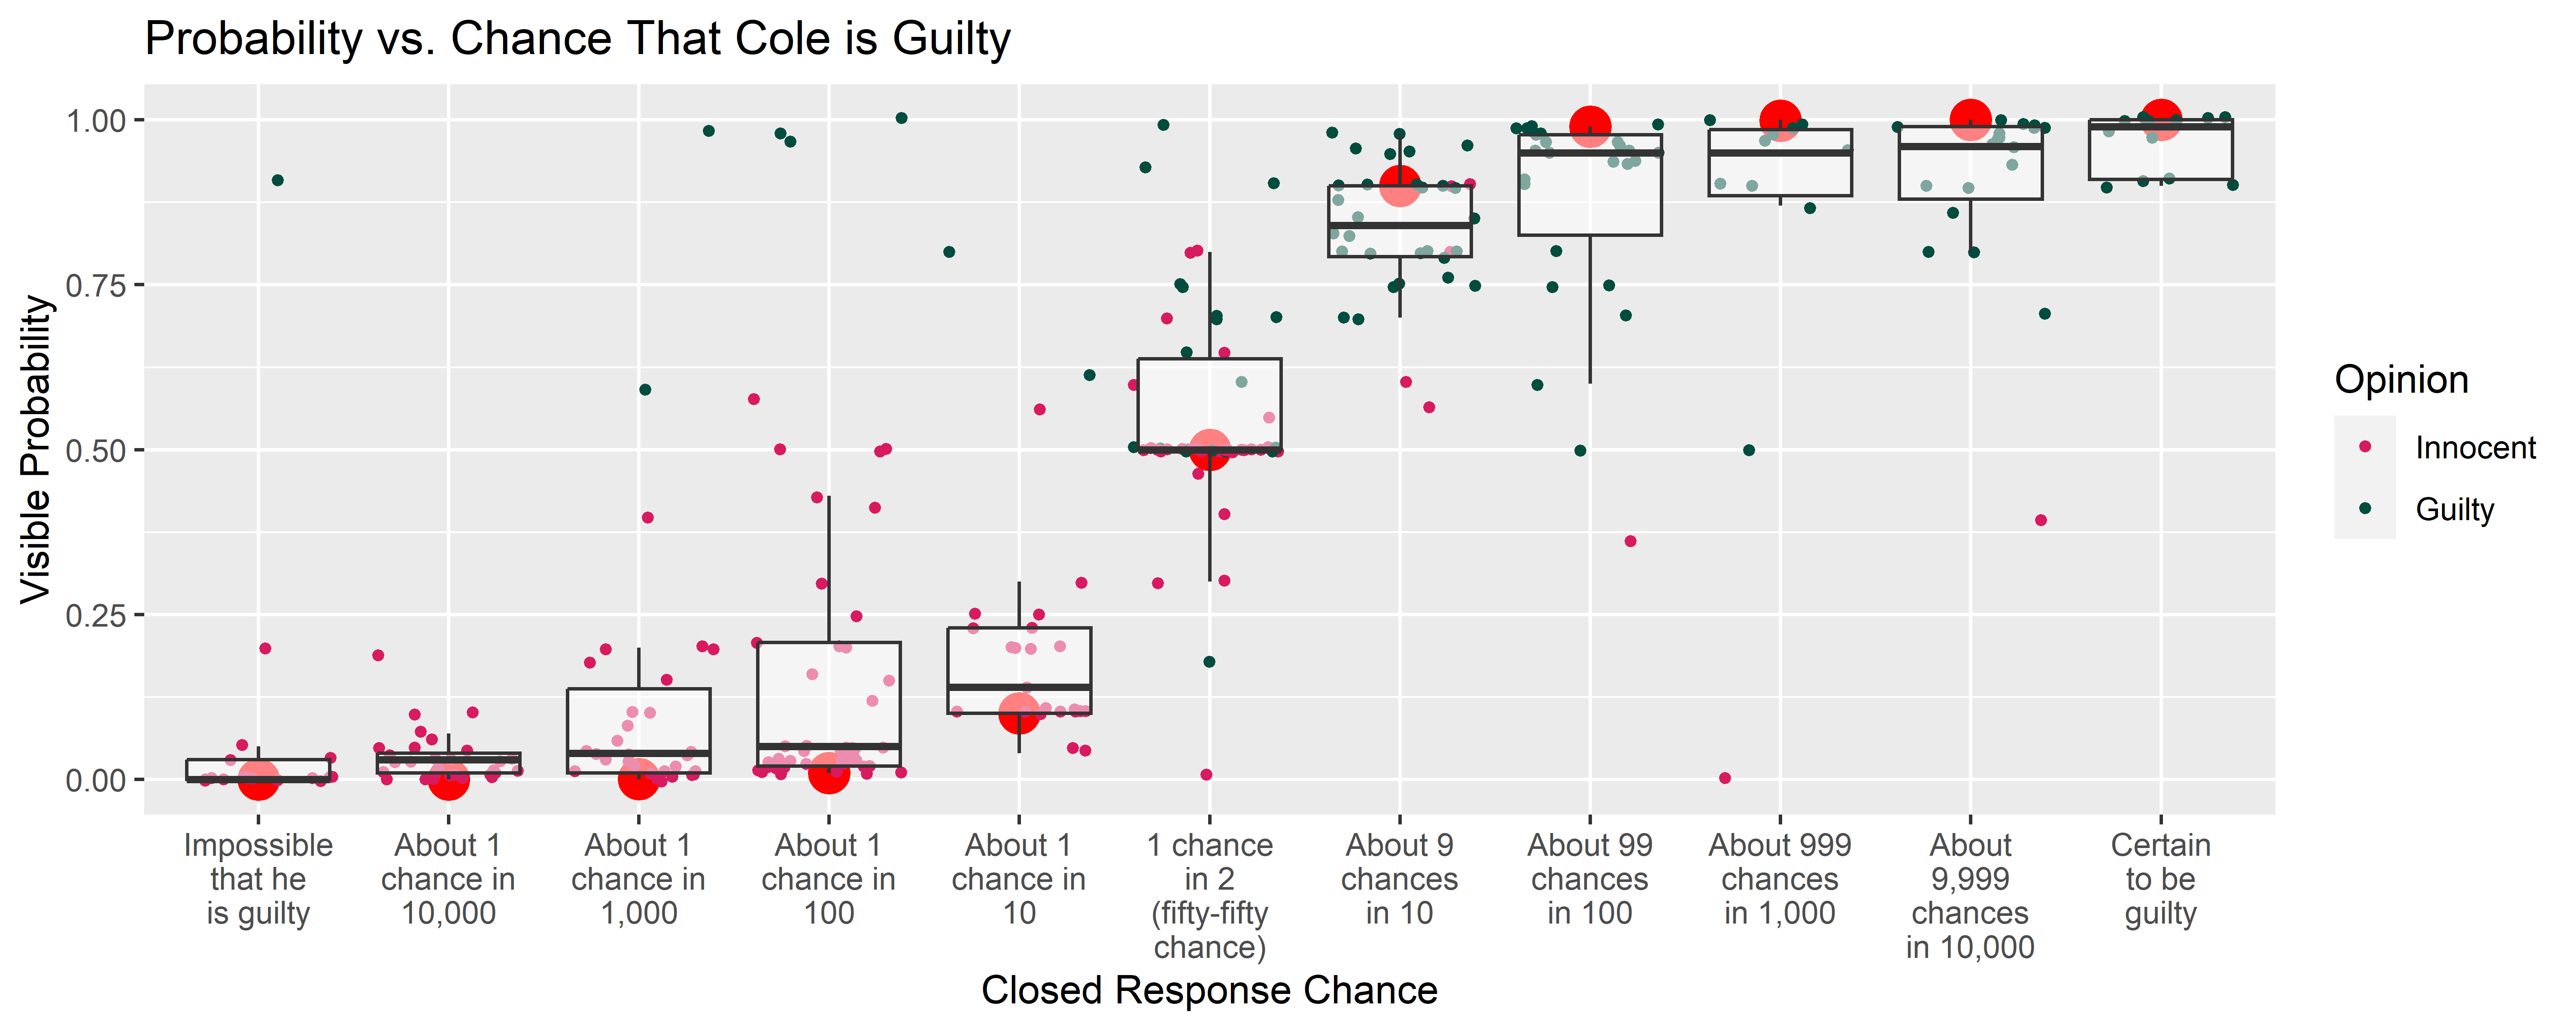 Probability vs. Chance That Cole is Guilty
Visible Probability
1.00
0.75
0.50
0.25
0.00
Impossible
that he
is guilty
About 1
chance in
10,000
About 1
chance in
1,000
About 1
chance in
100
About 1
chance in
10
1 chance
in 2
(fifty-fifty
chance)
About 9
chances
in 10
About 99
chances
in 100
About 999
chances
in 1,000
About
9,999
chances
in 10,000
Certain
to be
guilty
Closed Response Chance
Opinion
Innocent
Guilty